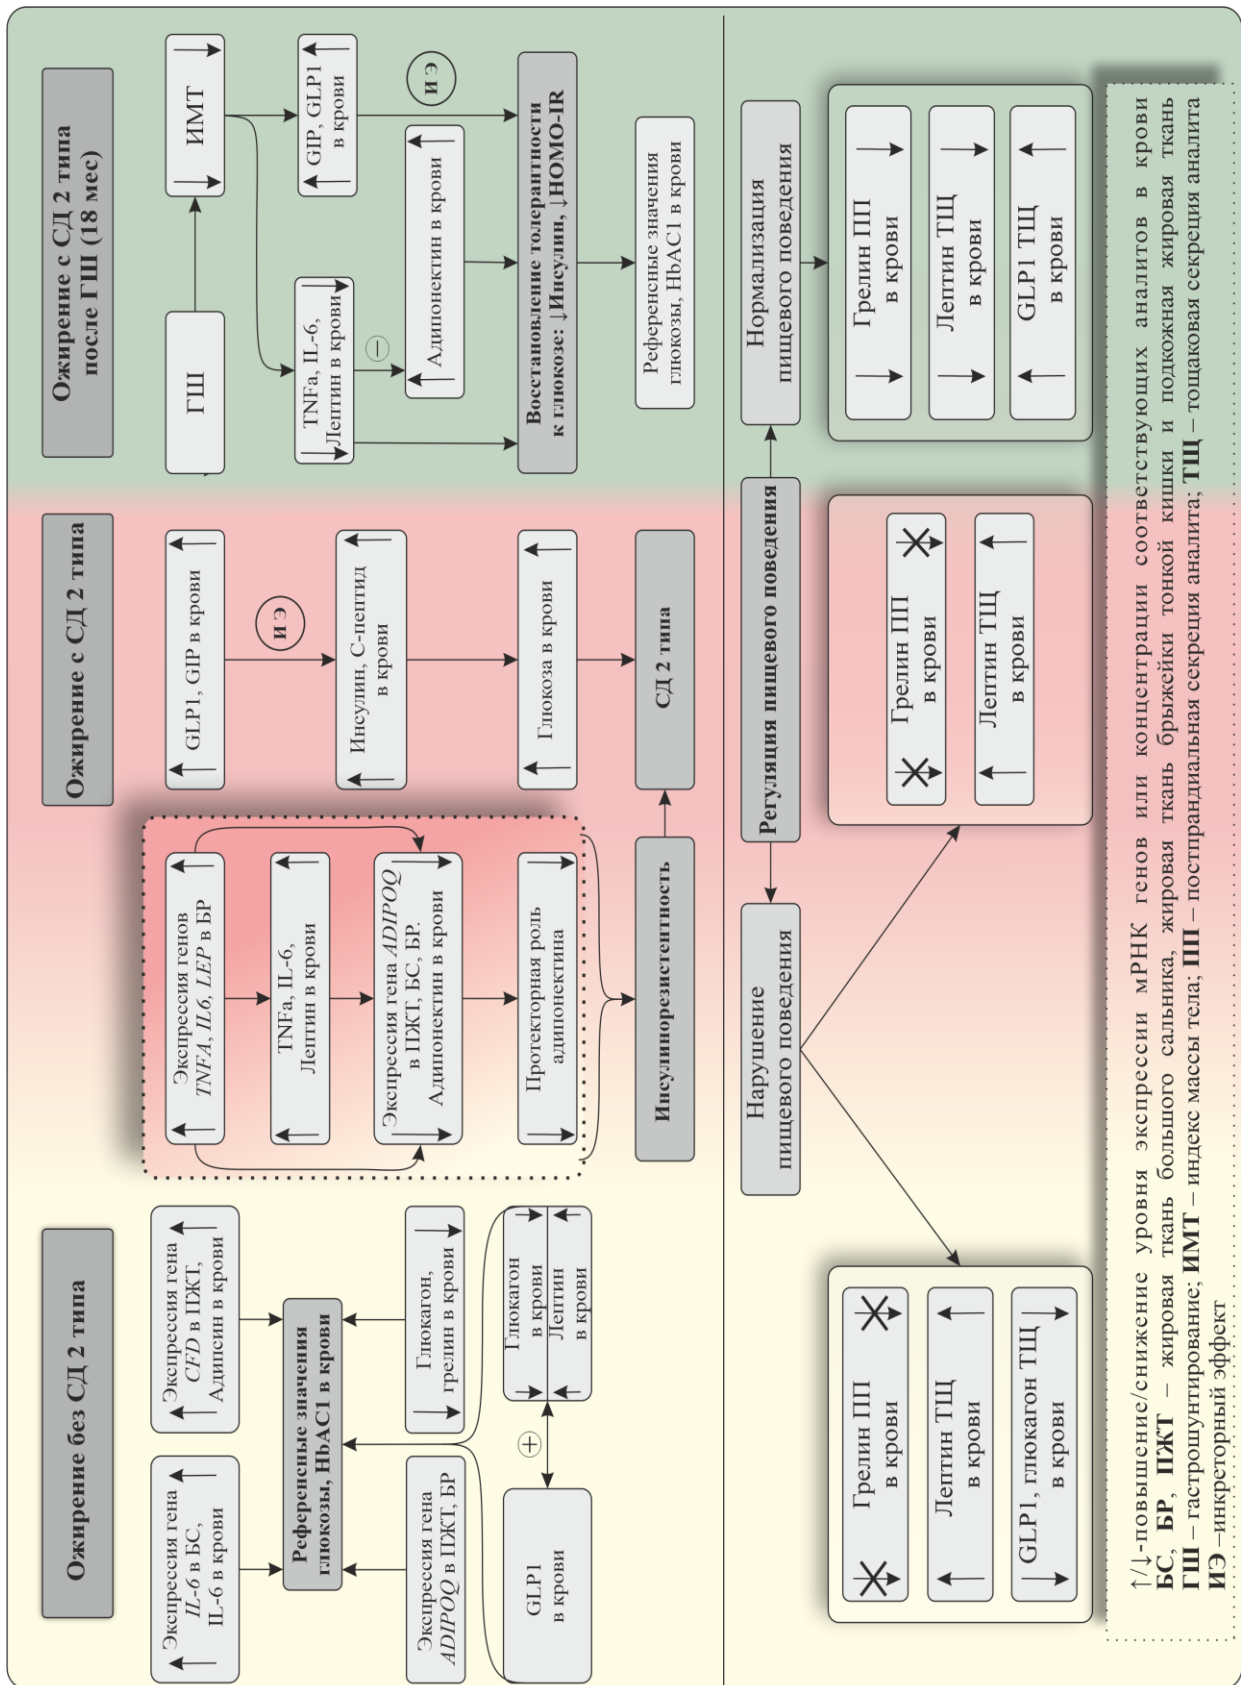 Ожирение без СД 2 типа
Экспрессия гена
IL-6 в БС,
IL-6 в крови
Экспрессия гена
CFD в ПЖТ,
Адипсин в крови
Референсные значения
глюкозы, HbAC1 в крови
Экспрессия гена
ADIPOQ в ПЖТ, БР
Глюкагон,
грелин в крови
GLP1
в крови
+
Глюкагон
в крови
Лептин
в крови
Экспрессия генов
TNFA, IL6, LEP в БР
TNFa, IL-6,
Лептин в крови
Экспрессия гена ADIPOQ
в ПЖТ, БС, БР.
Адипонектин в крови
Протекторная роль
адипонектина
Инсулинорезистентность
Ожирение с СД 2 типа
GLP1, GIP в крови
И Э
Инсулин, С-пептид
в крови
Глюкоза в крови
СД 2 типа
Ожирение с СД 2 типа
после ГШ (18 мес)
ГШ
ИМТ
TNFa, IL-6,
Лептин в крови
GIP, GLP1
в крови
−
И Э
Адипонектин в крови
Восстановление толерантности
к глюкозе: ↓Инсулин, ↓HOMO-IR
Референсные значения
глюкозы, HbAC1 в крови
Нарушение
пищевого поведения
Регуляция пищевого поведения
Нормализация
пищевого поведения
Грелин ПП
в крови
Лептин ТЩ
в крови
GLP1, глюкагон ТЩ
в крови
Грелин ПП
в крови
Лептин ТЩ
в крови
Грелин ПП
в крови
Лептин ТЩ
в крови
GLP1 ТЩ
в крови
↑/↓-повышение/снижение уровня экспрессии мРНК генов или концентрации соответствующих аналитов в крови
БС, БР, ПЖТ – жировая ткань большого сальника, жировая ткань брыжейки тонкой кишки и подкожная жировая ткань
ГШ – гастрошунтирование; ИМТ – индекс массы тела; ПП – постпрандиальная секреция аналита; ТЩ – тощаковая секреция аналита
ИЭ –инкреторный эффект